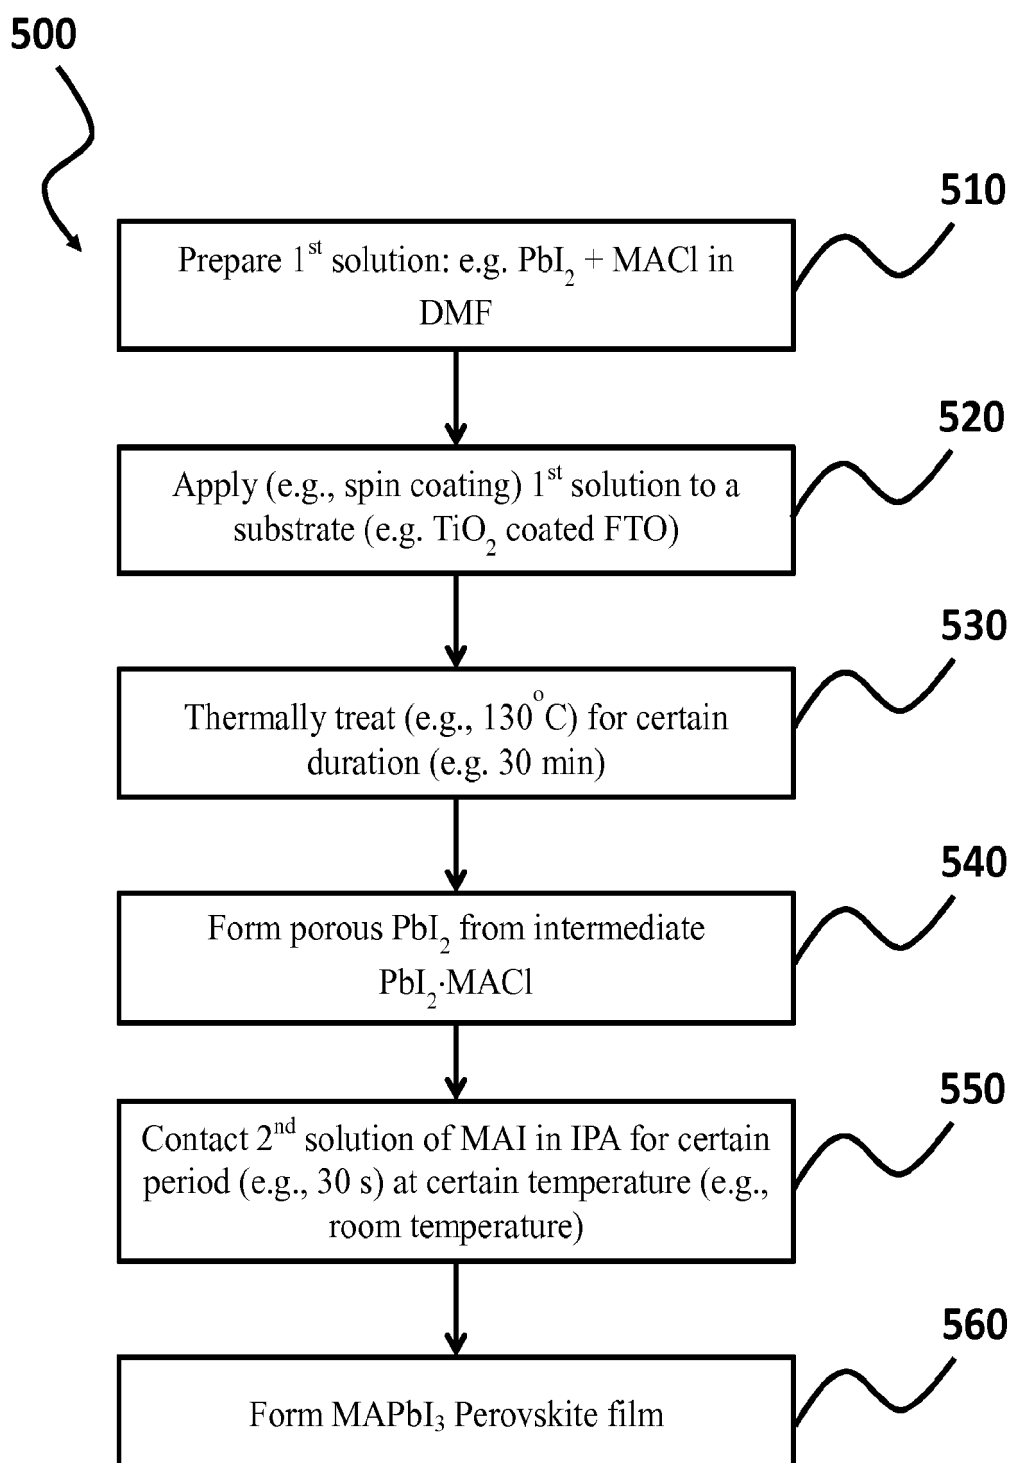 500
510
Prepare 1st solution: e.g. PbI2 + MACl in
DMF
520
Apply (e.g., spin coating) 1st solution to a
substrate (e.g. TiO2 coated FTO)
530
Thermally treat (e.g., 130oC) for certain
duration (e.g. 30 min)
540
Form porous PbI2 from intermediate
PbI2·MACl
550
Contact 2nd solution of MAI in IPA for certain
period (e.g., 30 s) at certain temperature (e.g.,
room temperature)
560
Form MAPbI3 Perovskite film